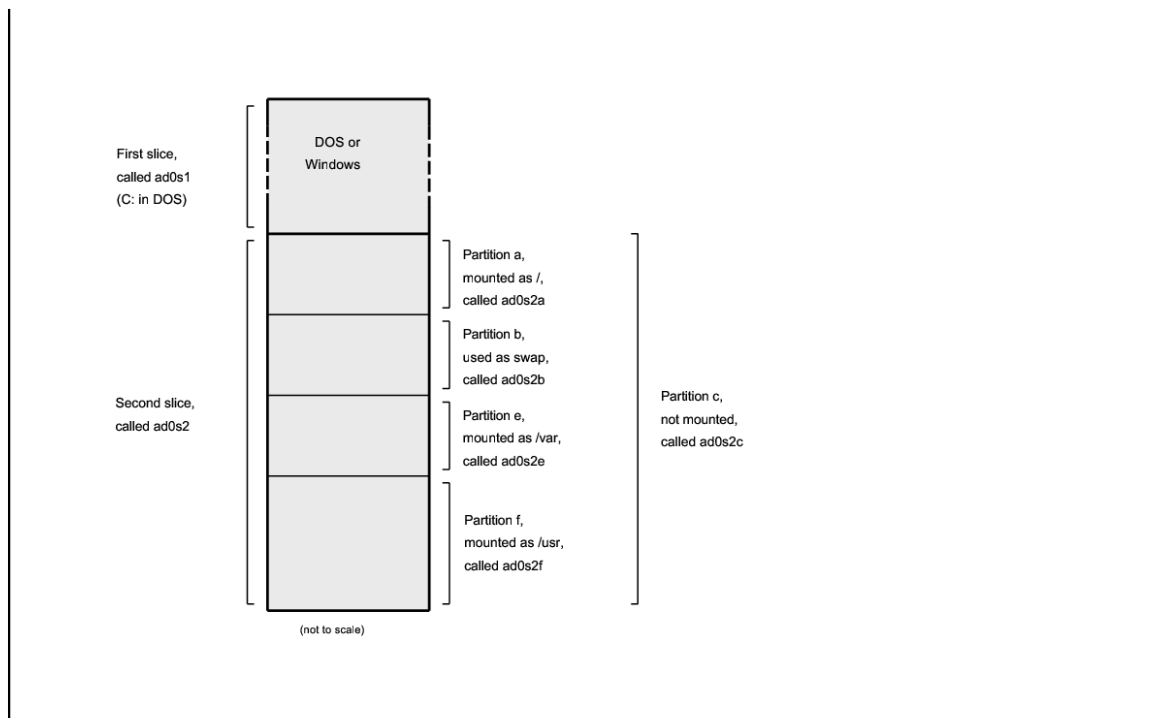 DOS or
Windows
First slice,
called ad0s1
(C: in DOS)
Partition a,
mounted as /,
called ad0s2a
Partition b,
used as swap,
called ad0s2b
Second slice,
called ad0s2
Partition e,
mounted as /var,
called ad0s2e
Partition c,
not mounted,
called ad0s2c
Partition f,
mounted as /usr,
called ad0s2f
(not to scale)